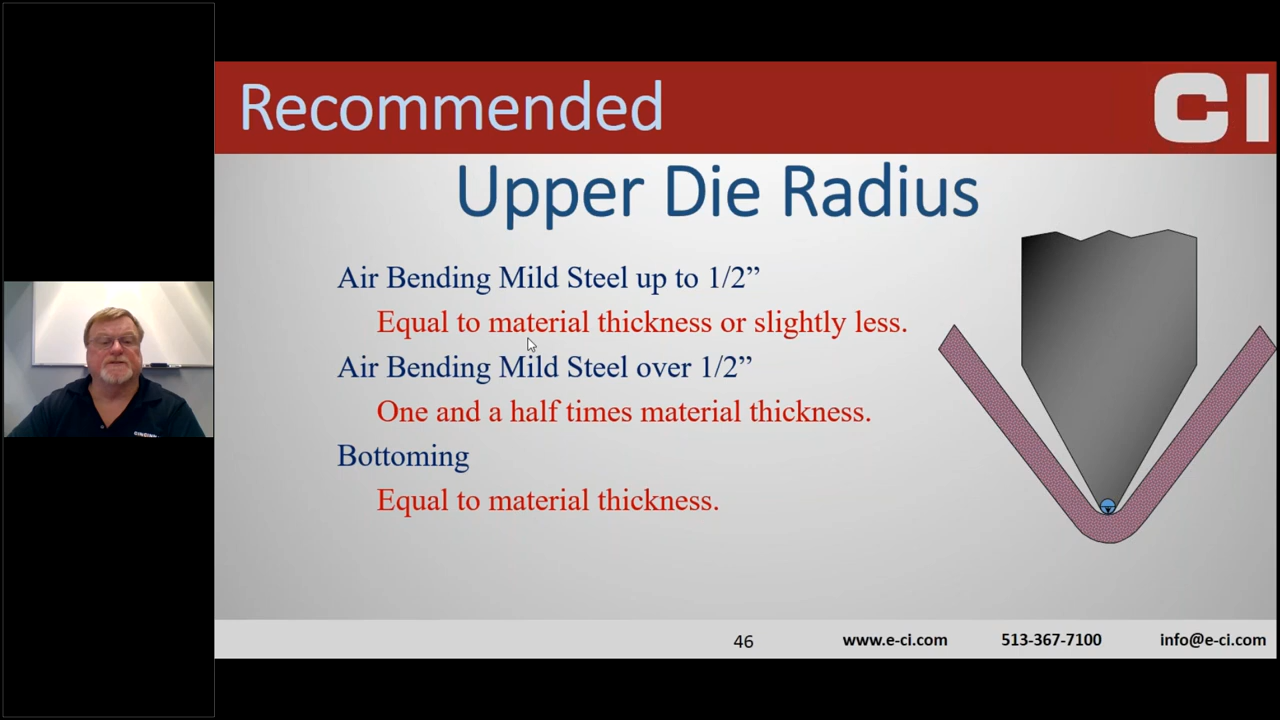 Recommended
CI
Upper Die Radius
Air Bending Mild Steel up to 1/2”
Equal to material thickness or slightly less.
Air Bending Mild Steel over 1/2”
One and a half times material thickness.
Bottoming
Equal to material thickness.
46
www.e-ci.com
513-367-7100
info@e-ci.com